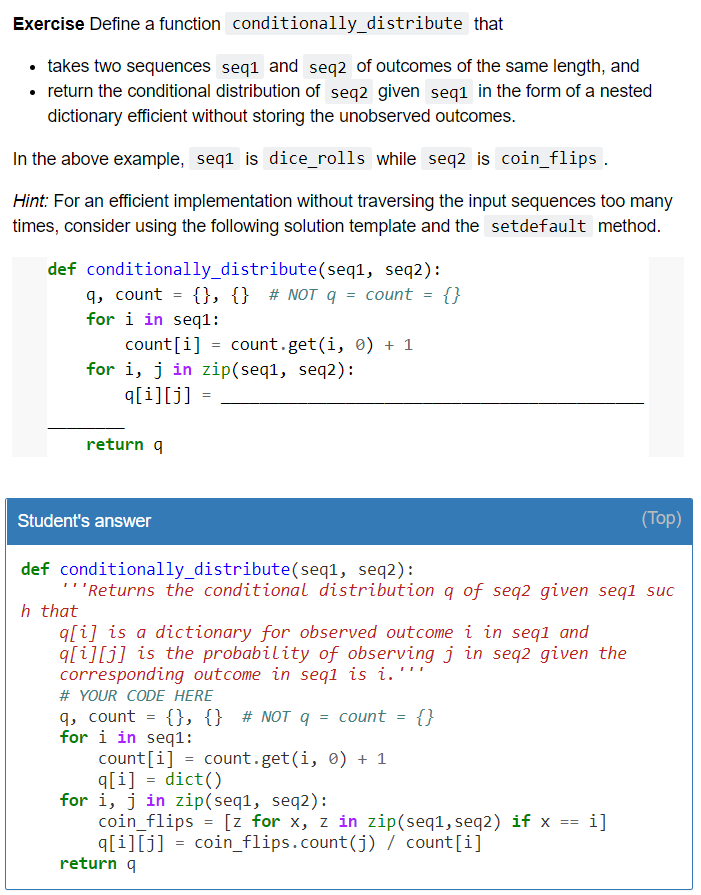 Exercise Define a function conditionally_distribute that
• takes two sequences seq1 and seq2 of outcomes of the same length, and
• return the conditional distribution of seq2 given seq1 in the form of a nested
dictionary efficient without storing the unobserved outcomes.
In the above example, seq1 is dice_rolls while seq2 is coin_flips .
Hint: For an efficient implementation without traversing the input sequences too many
times, consider using the following solution template and the setdefault method.
def conditionally_distribute(seq1, seq2):
    q, count = {}, {}  # NOT q = count = {}
    for i in seq1:
        count[i] = count.get(i, 0) + 1
    for i, j in zip(seq1, seq2):
        q[i][j] = ____________________________________________
________
    return q
Student's answer (Top)
def conditionally_distribute(seq1, seq2):
    '''Returns the conditional distribution q of seq2 given seq1 suc
h that
    q[i] is a dictionary for observed outcome i in seq1 and
    q[i][j] is the probability of observing j in seq2 given the
    corresponding outcome in seq1 is i.'''
    # YOUR CODE HERE
    q, count = {}, {}  # NOT q = count = {}
    for i in seq1:
        count[i] = count.get(i, 0) + 1
        q[i] = dict()
    for i, j in zip(seq1, seq2):
        coin_flips = [z for x, z in zip(seq1,seq2) if x == i]
        q[i][j] = coin_flips.count(j) / count[i]
    return q